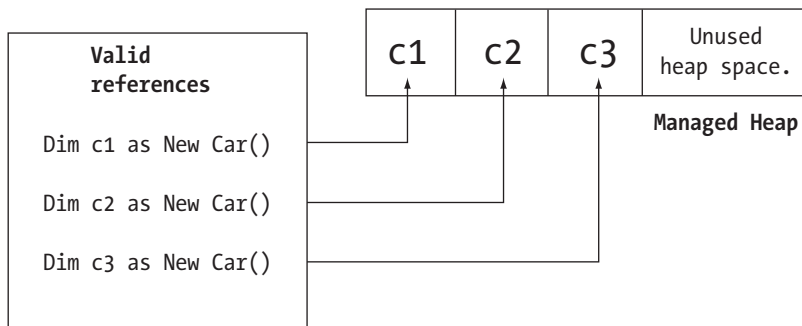 Valid
references
Dim c1 as New Car()
Dim c2 as New Car()
Dim c3 as New Car()
c1
c2
c3
Unused
heap space.
Managed Heap